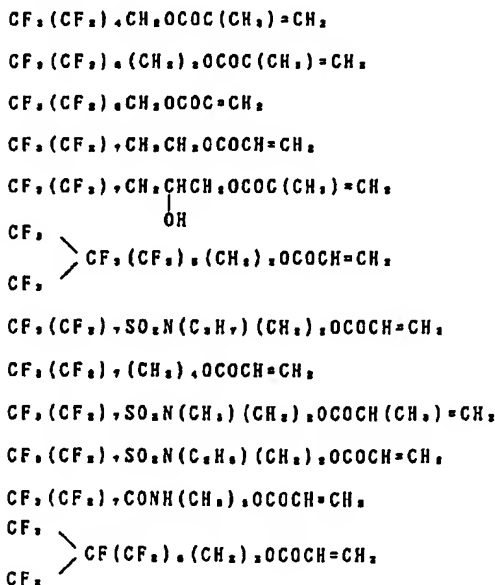 CF₃(CF₂)₄CH₂OCOC(CH₃)=CH₂
CF₃(CF₂)₆(CH₂)₂OCOC(CH₃)=CH₂
CF₃(CF₂)₆CH₂OCOC=CH₂
CF₃(CF₂)₇CH₂CH₂OCOCH=CH₂
CF₃(CF₂)₇CH₂CHCH₂OCOC(CH₃)=CH₂
OH
CF₃
CF₃(CF₂)₆(CH₂)₂OCOCH=CH₂
CF₃
CF₃(CF₂)₇SO₂N(C₃H₇)(CH₂)₂OCOCH=CH₂
CF₃(CF₂)₇(CH₂)₄OCOCH=CH₂
CF₃(CF₂)₇SO₂N(CH₃)(CH₂)₂OCOCH(CH₃)=CH₂
CF₃(CF₂)₇SO₂N(C₂H₅)(CH₂)₂OCOCH=CH₂
CF₃(CF₂)₇CONH(CH₂)₂OCOCH=CH₂
CF₃
CF(CF₂)₆(CH₂)₃OCOCH=CH₂
CF₃